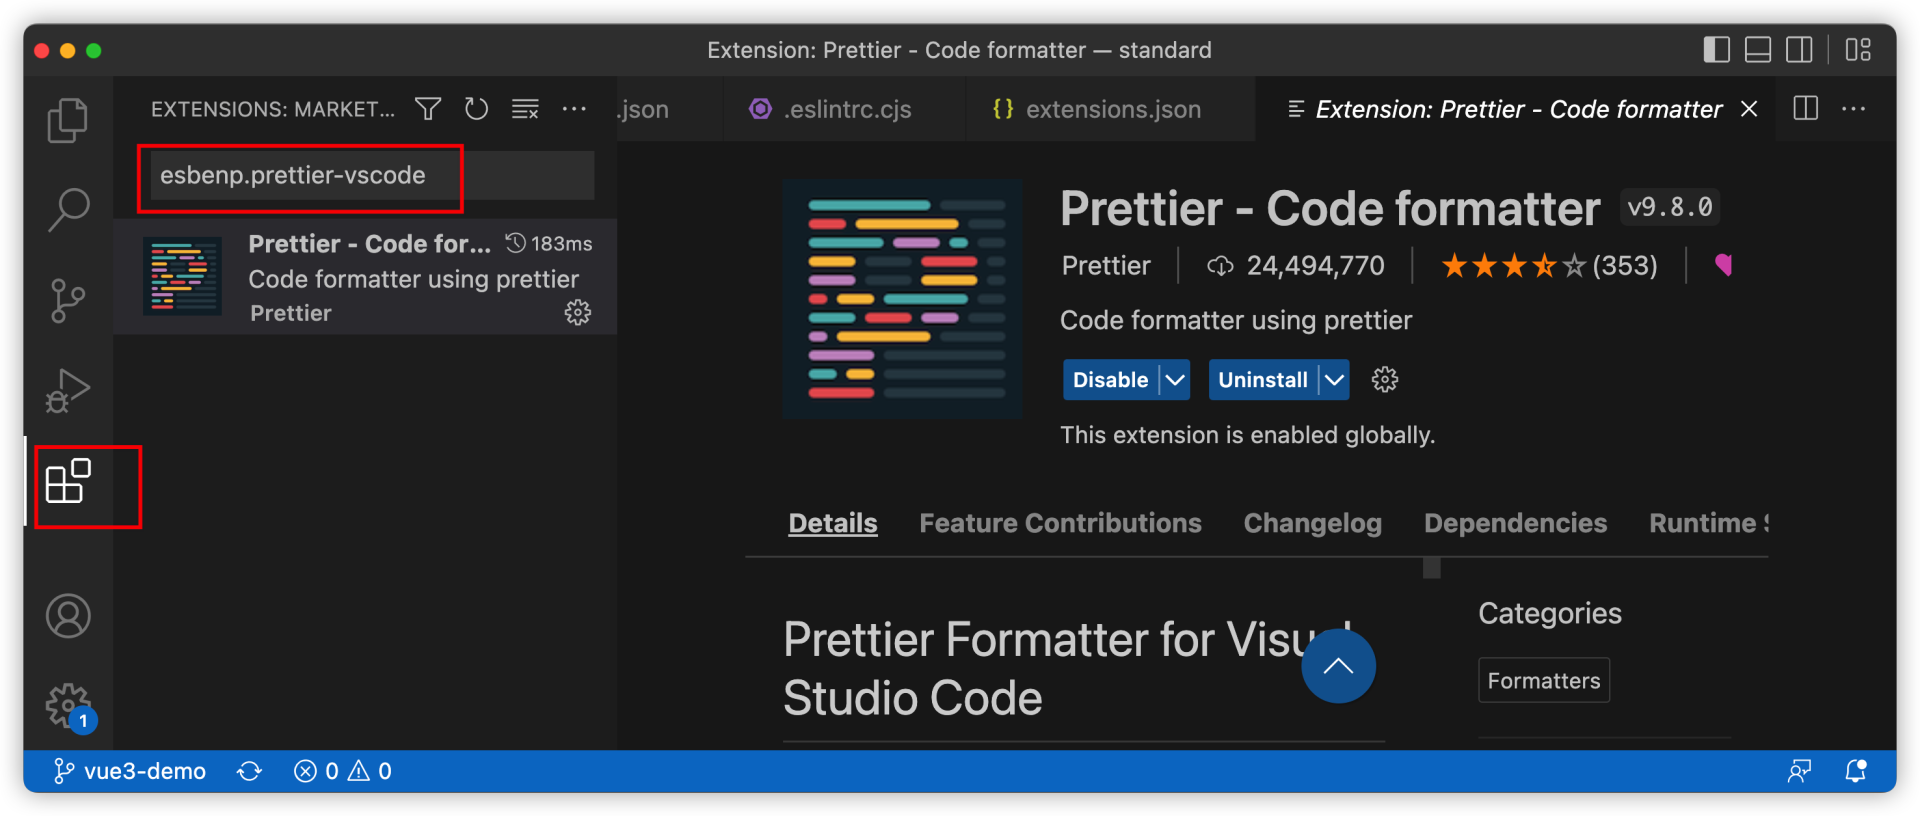 Extension: Prettier - Code formatter — standard
EXTENSIONS: MARKET...
.json
.eslintrc.cjs
{} extensions.json
Extension: Prettier - Code formatter
esbenp.prettier-vscode
Prettier - Code for... 183ms
Code formatter using prettier
Prettier
Prettier - Code formatter v9.8.0
Prettier 24,494,770 (353)
Code formatter using prettier
Disable Uninstall
This extension is enabled globally.
Details Feature Contributions Changelog Dependencies Runtime
Prettier Formatter for Visual
Studio Code
Categories
Formatters
1
vue3-demo 0 0